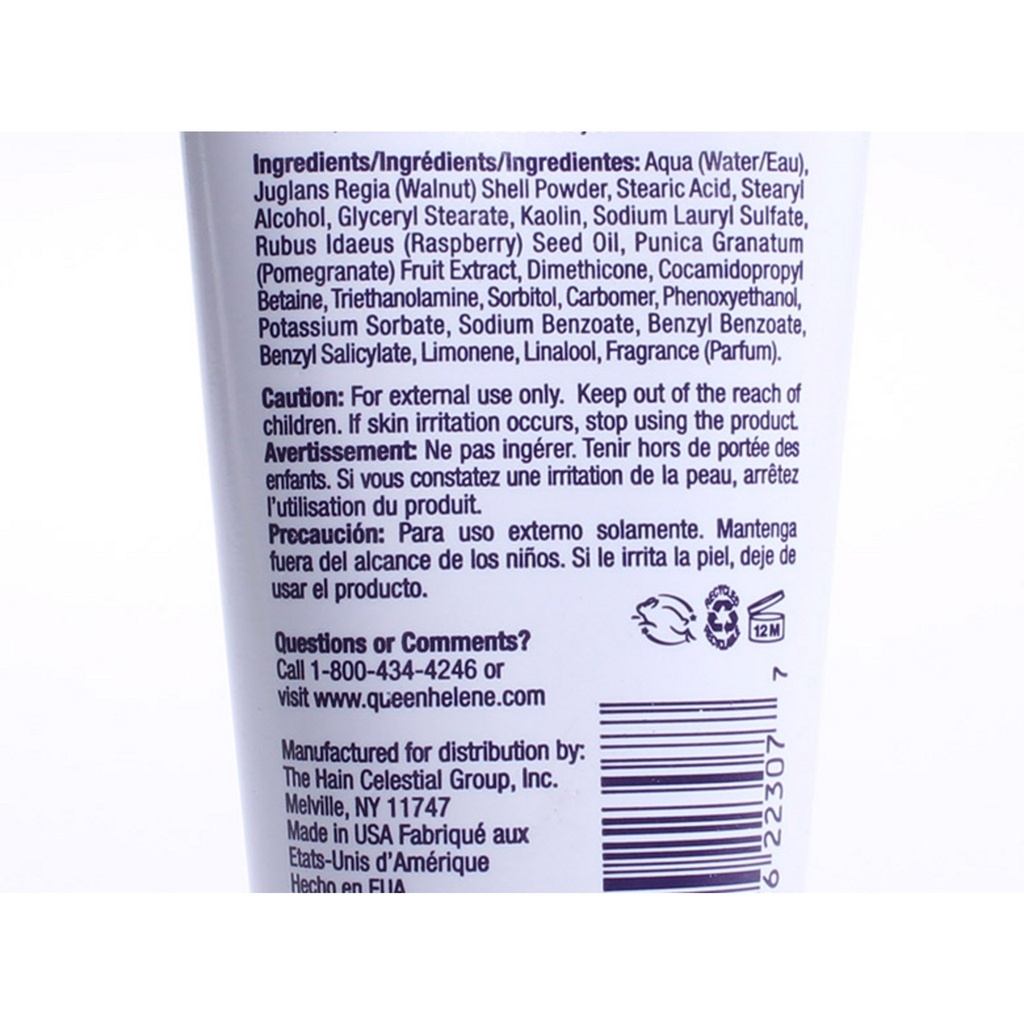 Ingredients/Ingrédients/Ingredientes: Aqua (Water/Eau),
Juglans Regia (Walnut) Shell Powder, Stearic Acid, Stearyl
Alcohol, Glyceryl Stearate, Kaolin, Sodium Lauryl Sulfate,
Rubus Idaeus (Raspberry) Seed Oil, Punica Granatum
(Pomegranate) Fruit Extract, Dimethicone, Cocamidopropyl
Betaine, Triethanolamine, Sorbitol, Carbomer, Phenoxyethanol,
Potassium Sorbate, Sodium Benzoate, Benzyl Benzoate,
Benzyl Salicylate, Limonene, Linalool, Fragrance (Parfum).
Caution: For external use only. Keep out of the reach of
children. If skin irritation occurs, stop using the product.
Avertissement: Ne pas ingérer. Tenir hors de portée des
enfants. Si vous constatez une irritation de la peau, arrêtez
l'utilisation du produit.
Precaución: Para uso externo solamente. Mantenga
fuera del alcance de los niños. Si le irrita la piel, deje de
usar el producto.
RECYCLED
RECYCLABLE
12 M
Questions or Comments?
Call 1-800-434-4246 or
visit www.queenhelene.com
Manufactured for distribution by:
The Hain Celestial Group, Inc.
Melville, NY 11747
Made in USA Fabriqué aux
Etats-Unis d'Amérique
Hecho en EUA
6 22307 7